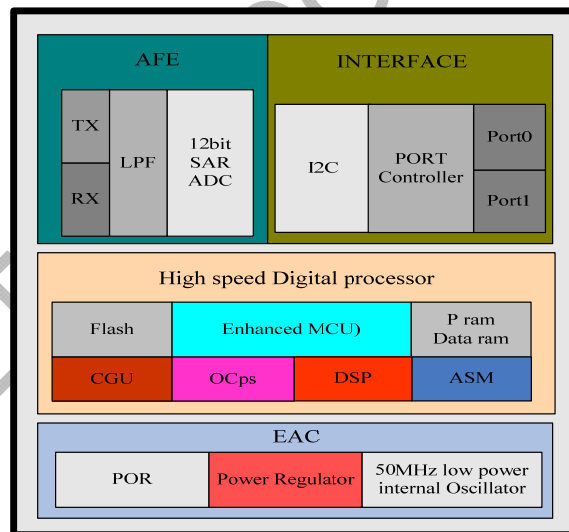 AFE
INTERFACE
TX
RX
LPF
12bit
SAR
ADC
I2C
PORT
Controller
Port0
Port1
High speed Digital processor
Flash
Enhanced MCU)
P ram
Data ram
CGU
OCps
DSP
ASM
EAC
POR
Power Regulator
50MHz low power
internal Oscillator